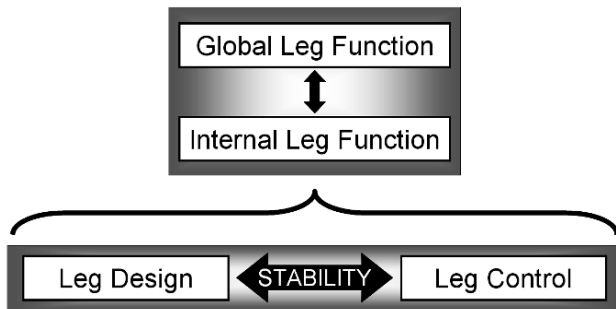 Global Leg Function
Internal Leg Function
Leg Design
STABILITY
Leg Control